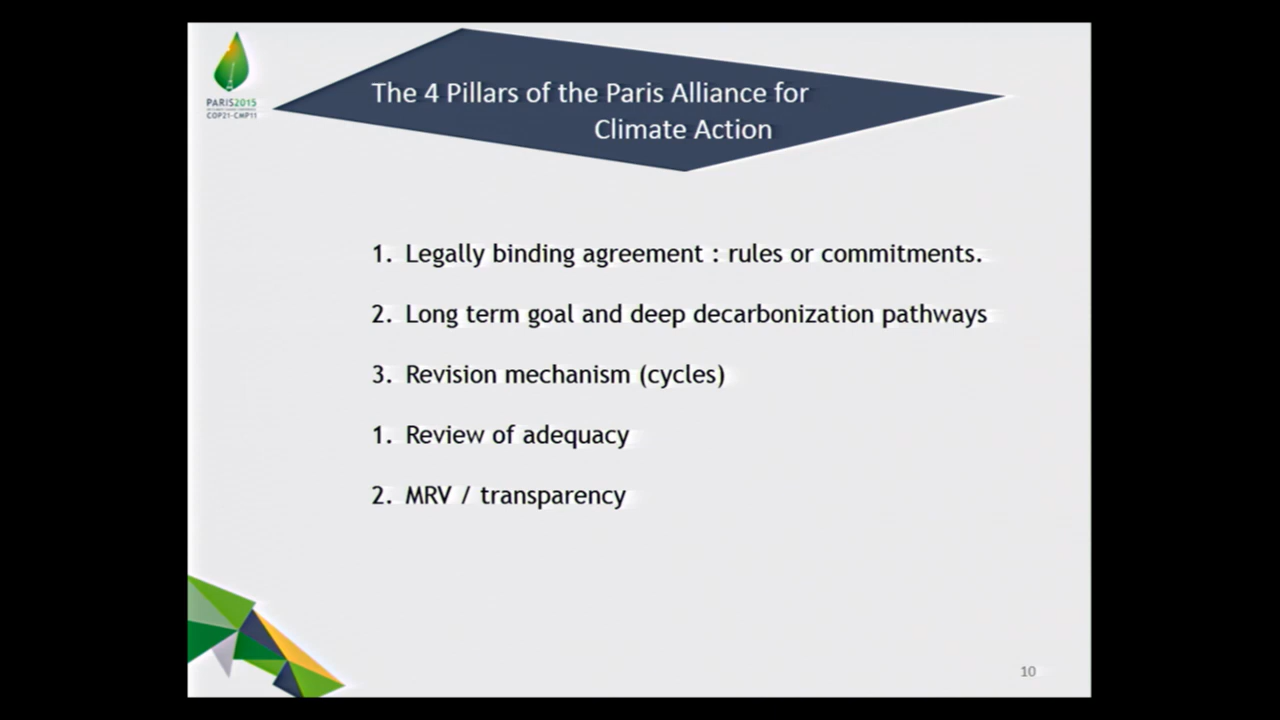 PARIS2015
COP21-CMP11
The 4 Pillars of the Paris Alliance for
Climate Action
1. Legally binding agreement : rules or commitments.
2. Long term goal and deep decarbonization pathways
3. Revision mechanism (cycles)
1. Review of adequacy
2. MRV / transparency
10